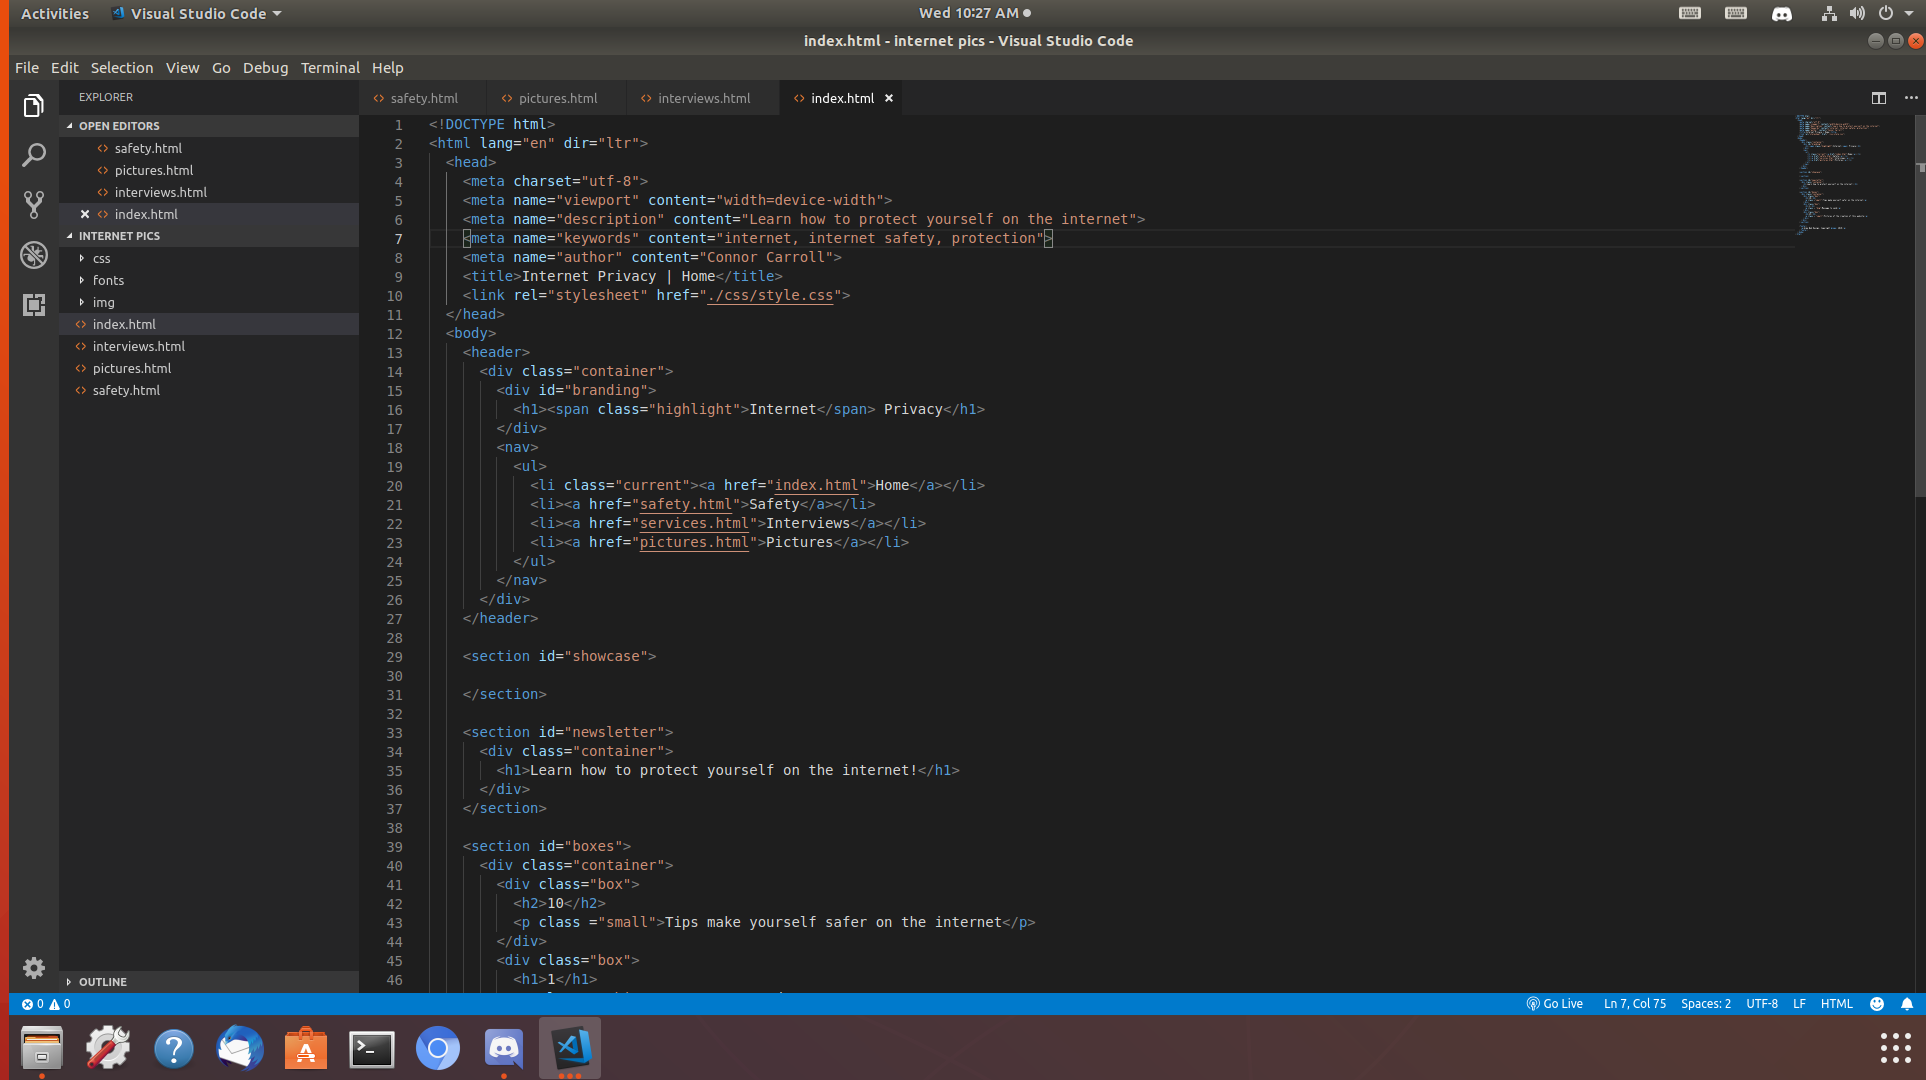 Activities Visual Studio Code Wed 10:27 AM
index.html - internet pics - Visual Studio Code
File Edit Selection View Go Debug Terminal Help
EXPLORER
OPEN EDITORS
safety.html
pictures.html
interviews.html
index.html
INTERNET PICS
css
fonts
img
index.html
interviews.html
pictures.html
safety.html
OUTLINE
safety.html pictures.html interviews.html index.html
1 <!DOCTYPE html>
2 <html lang="en" dir="ltr">
3 <head>
4 <meta charset="utf-8">
5 <meta name="viewport" content="width=device-width">
6 <meta name="description" content="Learn how to protect yourself on the internet">
7 <meta name="keywords" content="internet, internet safety, protection">
8 <meta name="author" content="Connor Carroll">
9 <title>Internet Privacy | Home</title>
10 <link rel="stylesheet" href="./css/style.css">
11 </head>
12 <body>
13 <header>
14 <div class="container">
15 <div id="branding">
16 <h1><span class="highlight">Internet</span> Privacy</h1>
17 </div>
18 <nav>
19 <ul>
20 <li class="current"><a href="index.html">Home</a></li>
21 <li><a href="safety.html">Safety</a></li>
22 <li><a href="services.html">Interviews</a></li>
23 <li><a href="pictures.html">Pictures</a></li>
24 </ul>
25 </nav>
26 </div>
27 </header>
28
29 <section id="showcase">
30
31 </section>
32
33 <section id="newsletter">
34 <div class="container">
35 <h1>Learn how to protect yourself on the internet!</h1>
36 </div>
37 </section>
38
39 <section id="boxes">
40 <div class="container">
41 <div class="box">
42 <h2>10</h2>
43 <p class ="small">Tips make yourself safer on the internet</p>
44 </div>
45 <div class="box">
46 <h1>1</h1>
0 0 Go Live Ln 7, Col 75 Spaces: 2 UTF-8 LF HTML